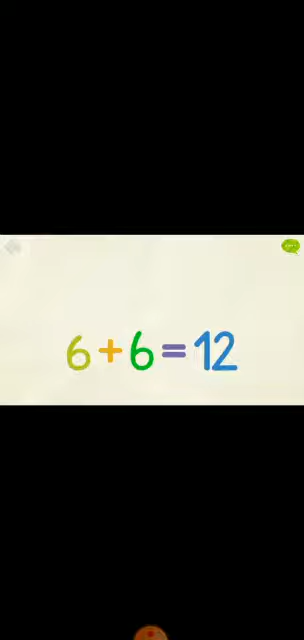 6 + 6 = 12